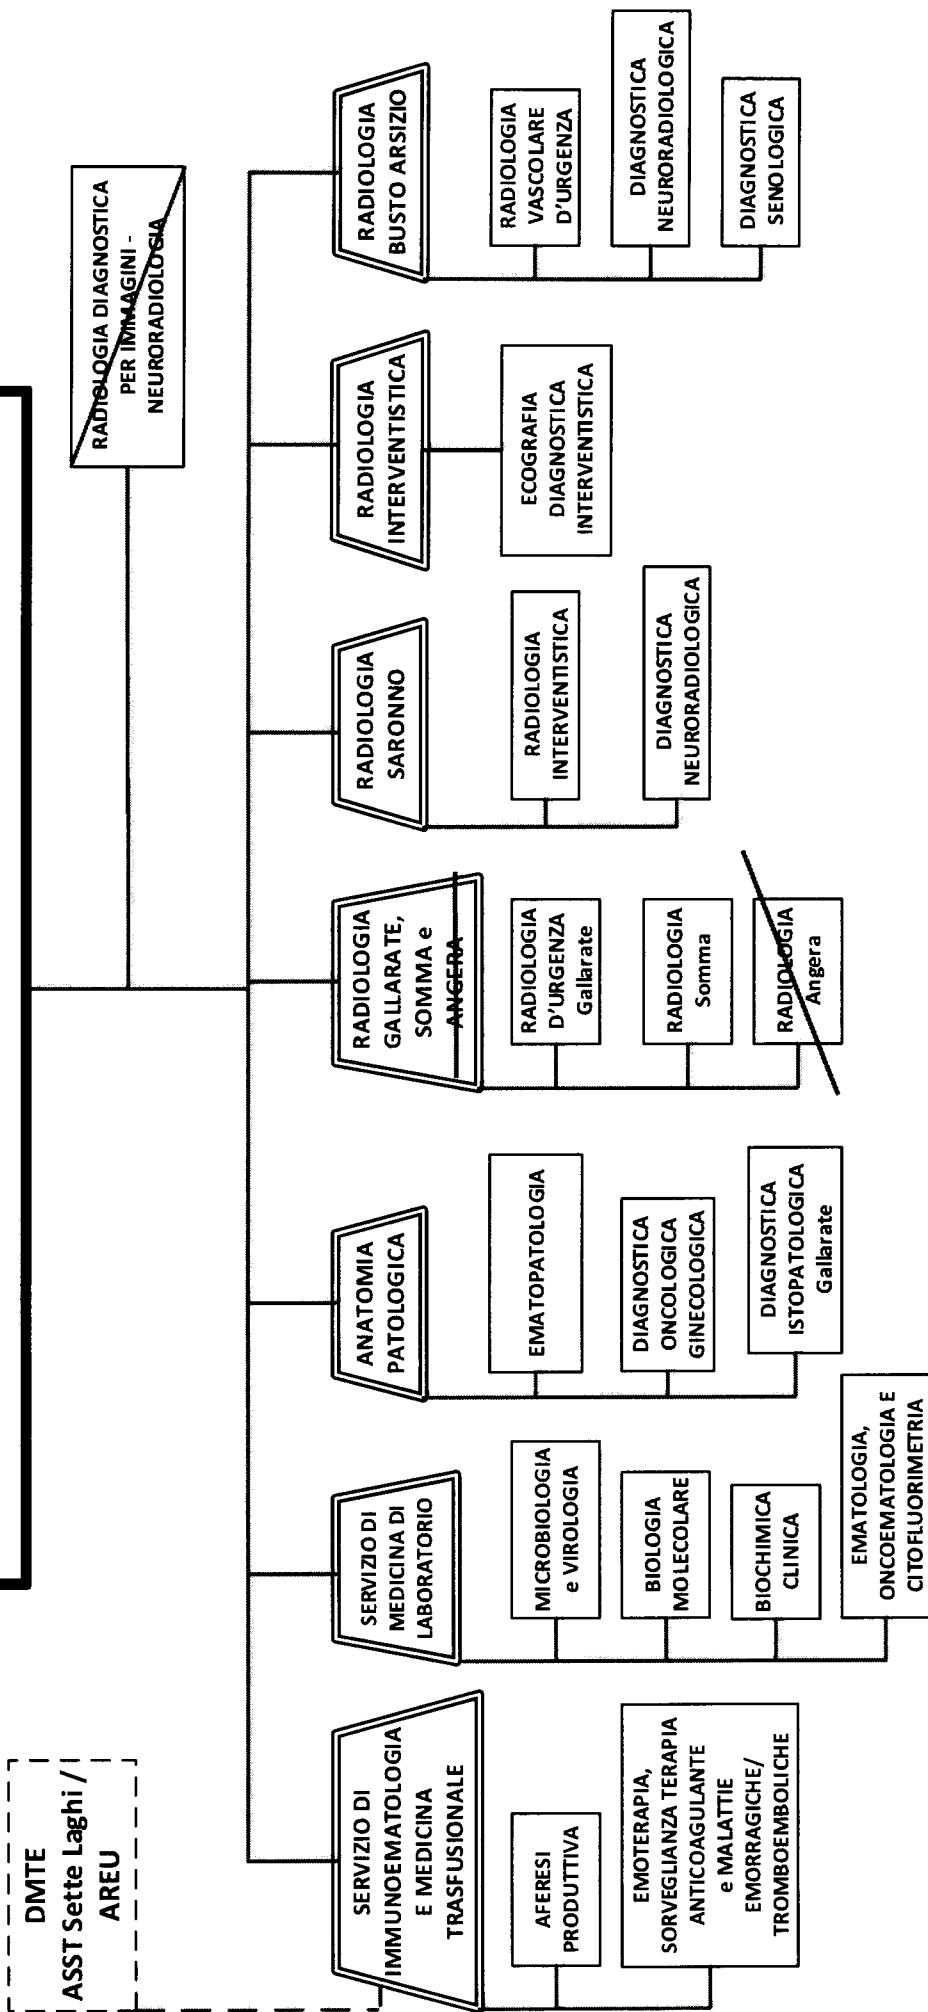 DMTE
ASST Sette Laghi /
AREU
RADIOLOGIA DIAGNOSTICA
PER IMMAGINI -
NEURORADIOLOGIA
SERVIZIO DI
IMMUNOEMATOLOGIA
E MEDICINA
TRASFUSIONALE
AFERESI
PRODUTTIVA
EMOTERAPIA,
SORVEGLIANZA TERAPIA
ANTICOAGULANTE
e MALATTIE
EMORRAGICHE/
TROMBOEMBOLICHE
SERVIZIO DI
MEDICINA DI
LABORATORIO
MICROBIOLOGIA
e VIROLOGIA
BIOLOGIA
MOLECOLARE
BIOCHIMICA
CLINICA
EMATOLOGIA,
ONCOEMATOLOGIA E
CITOFLUORIMETRIA
ANATOMIA
PATOLOGICA
EMATOPATOLOGIA
DIAGNOSTICA
ONCOLOGICA
GINECOLOGICA
DIAGNOSTICA
ISTOPATOLOGICA
Gallarate
RADIOLOGIA
GALLARATE,
SOMMA e
ANGERA
RADIOLOGIA
D'URGENZA
Gallarate
RADIOLOGIA
Somma
RADIOLOGIA
Angera
RADIOLOGIA
SARONNO
RADIOLOGIA
INTERVENTISTICA
DIAGNOSTICA
NEURORADIOLOGICA
RADIOLOGIA
INTERVENTISTICA
ECOGRAFIA
DIAGNOSTICA
INTERVENTISTICA
RADIOLOGIA
BUSTO ARSIZIO
RADIOLOGIA
VASCOLARE
D'URGENZA
DIAGNOSTICA
NEURORADIOLOGICA
DIAGNOSTICA
SENOLOGICA